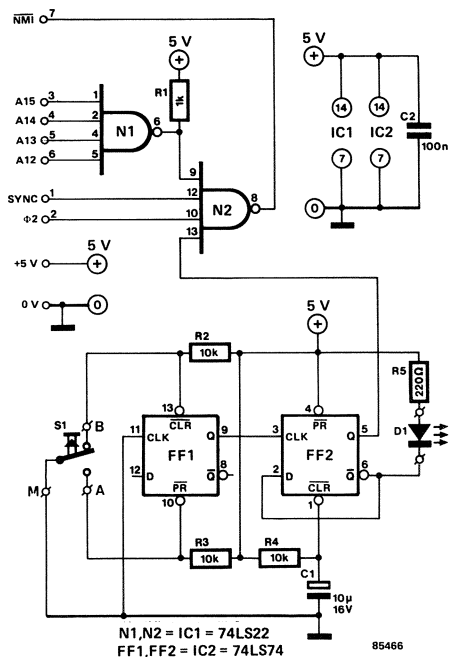 NMI 7
5 V
5 V
A15 3 1
A14 4 2
A13 5 4
A12 6 5
N1
6
R1
1k
+
+
14 14
IC1 IC2
7 7
C2
100n
0
9
SYNC 1 12
Φ2 2 10
13
N2
8
5 V
+5 V +
0 V 0
5 V
+
R2
10k
R5
220Ω
D1
S1
B
M
A
13
CLR
11 CLK Q 9
FF1
12 D Q 8
PR
10
4
PR
3 CLK Q 5
FF2
2 D Q 6
CLR
1
R3
10k
R4
10k
C1
10µ
16V
N1,N2 = IC1 = 74LS22
FF1,FF2 = IC2 = 74LS74
85466